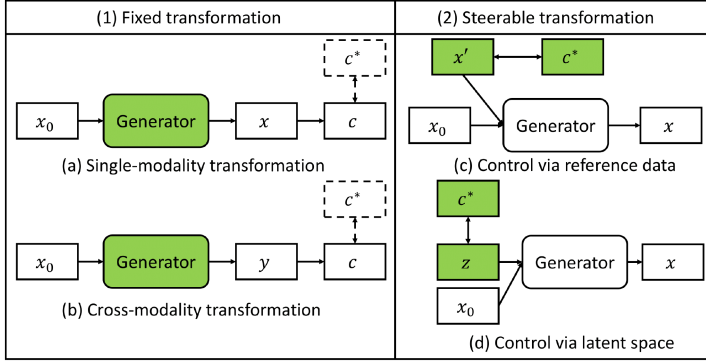 (1) Fixed transformation
c*
x₀ Generator x c
(a) Single-modality transformation
c*
x₀ Generator y c
(b) Cross-modality transformation
(2) Steerable transformation
x′ c*
x₀ Generator x
(c) Control via reference data
c*
z Generator x
x₀
(d) Control via latent space